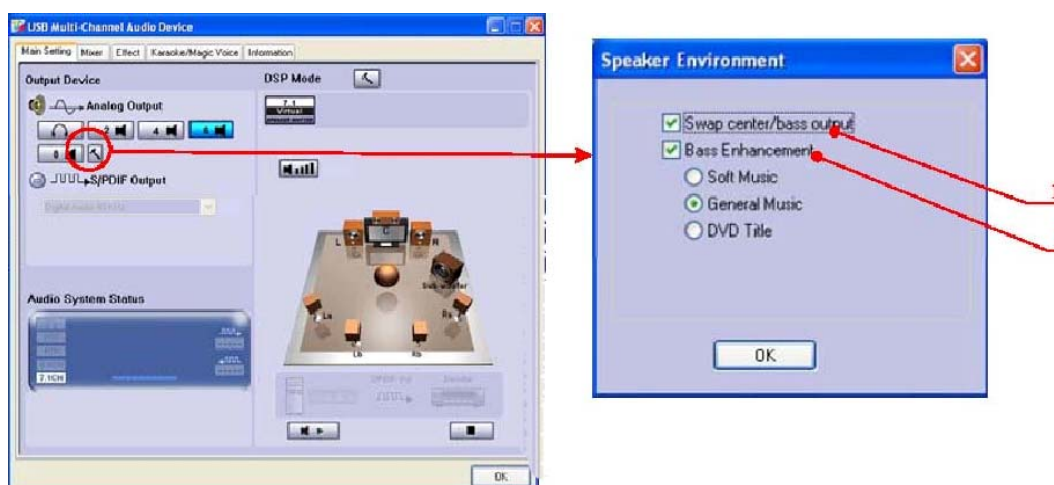 USB Multi-Channel Audio Device
Main Setting Mixer Effect Karaoke/Magic Voice Information
Output Device
DSP Mode
Analog Output
7.1
Virtual
2
4
6
8
S/PDIF Output
L
C
R
Sub-woofer
Ls
Rs
Lb
Rb
Audio System Status
7.1CH
OK
Speaker Environment
Swap center/bass output
Bass Enhancement
Soft Music
General Music
DVD Title
OK